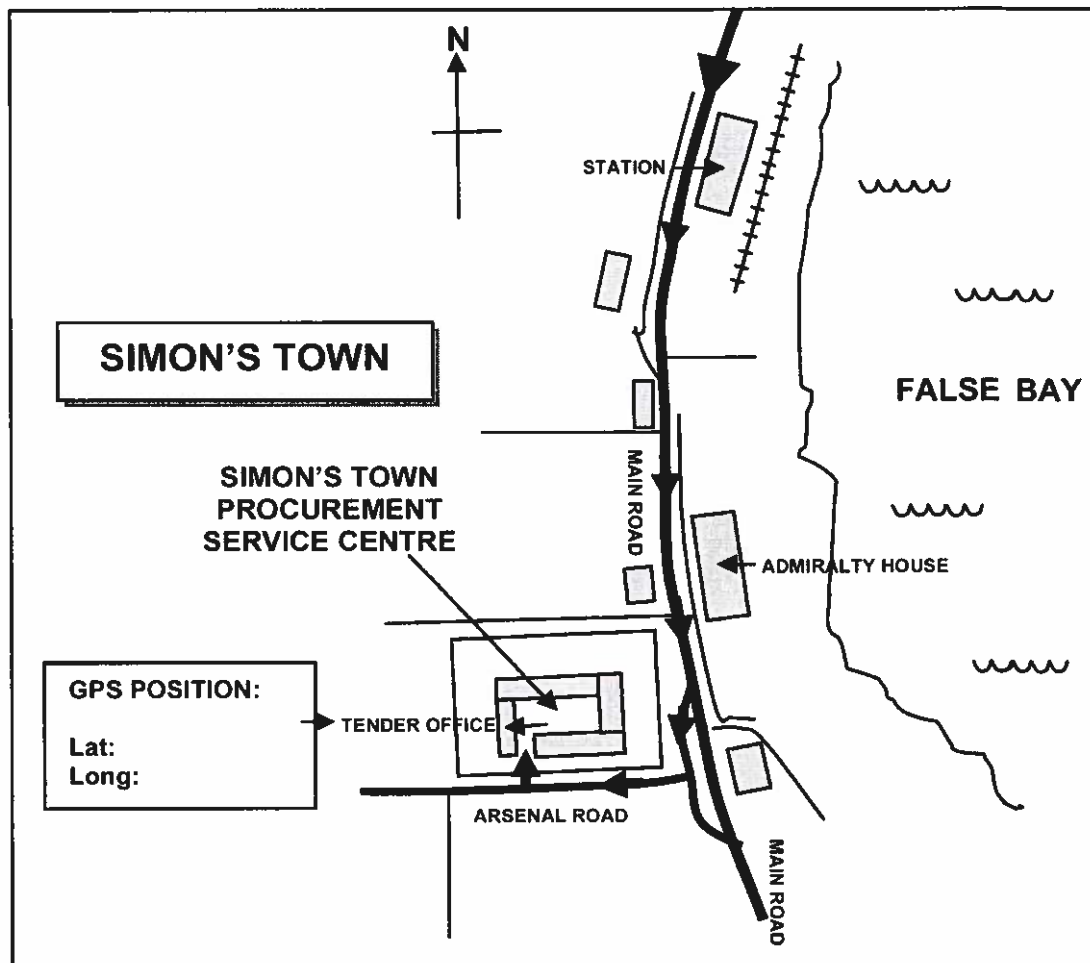 N
STATION
SIMON'S TOWN
FALSE BAY
MAIN ROAD
SIMON'S TOWN
PROCUREMENT
SERVICE CENTRE
ADMIRALTY HOUSE
GPS POSITION:
Lat:
Long:
TENDER OFFICE
ARSENAL ROAD
MAIN ROAD